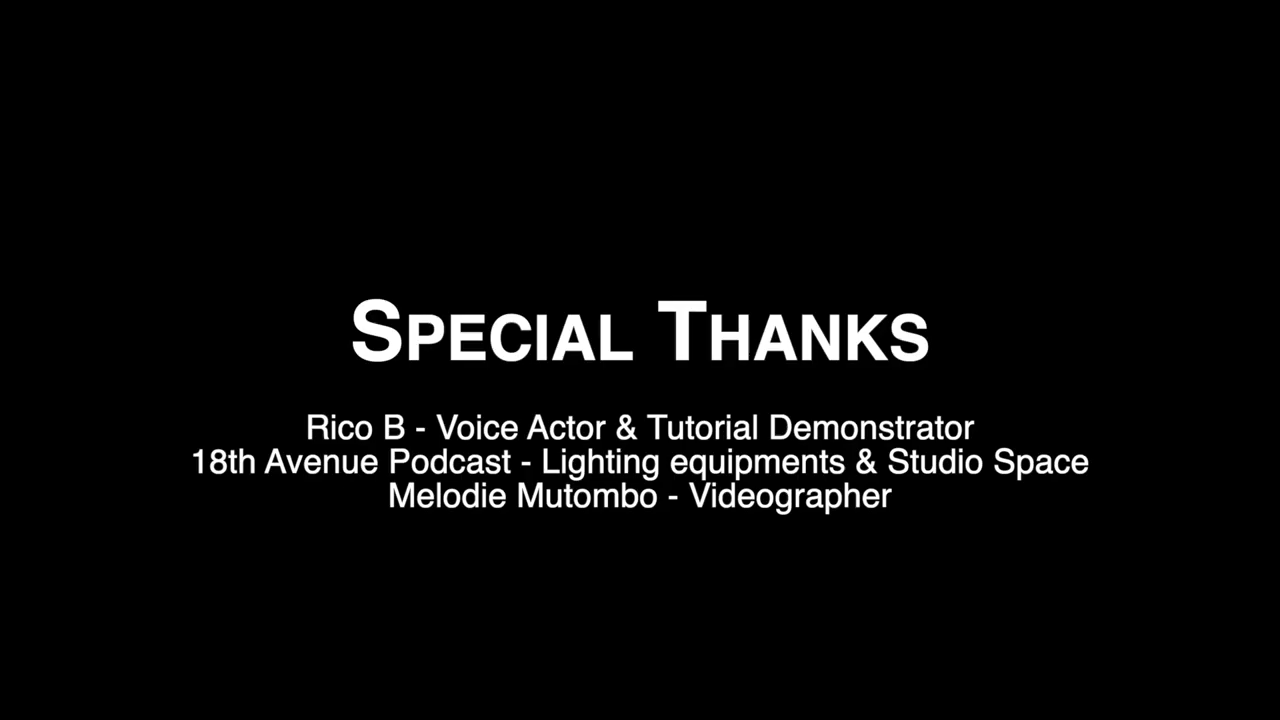 SPECIAL THANKS
Rico B - Voice Actor & Tutorial Demonstrator
18th Avenue Podcast - Lighting equipments & Studio Space
Melodie Mutombo - Videographer